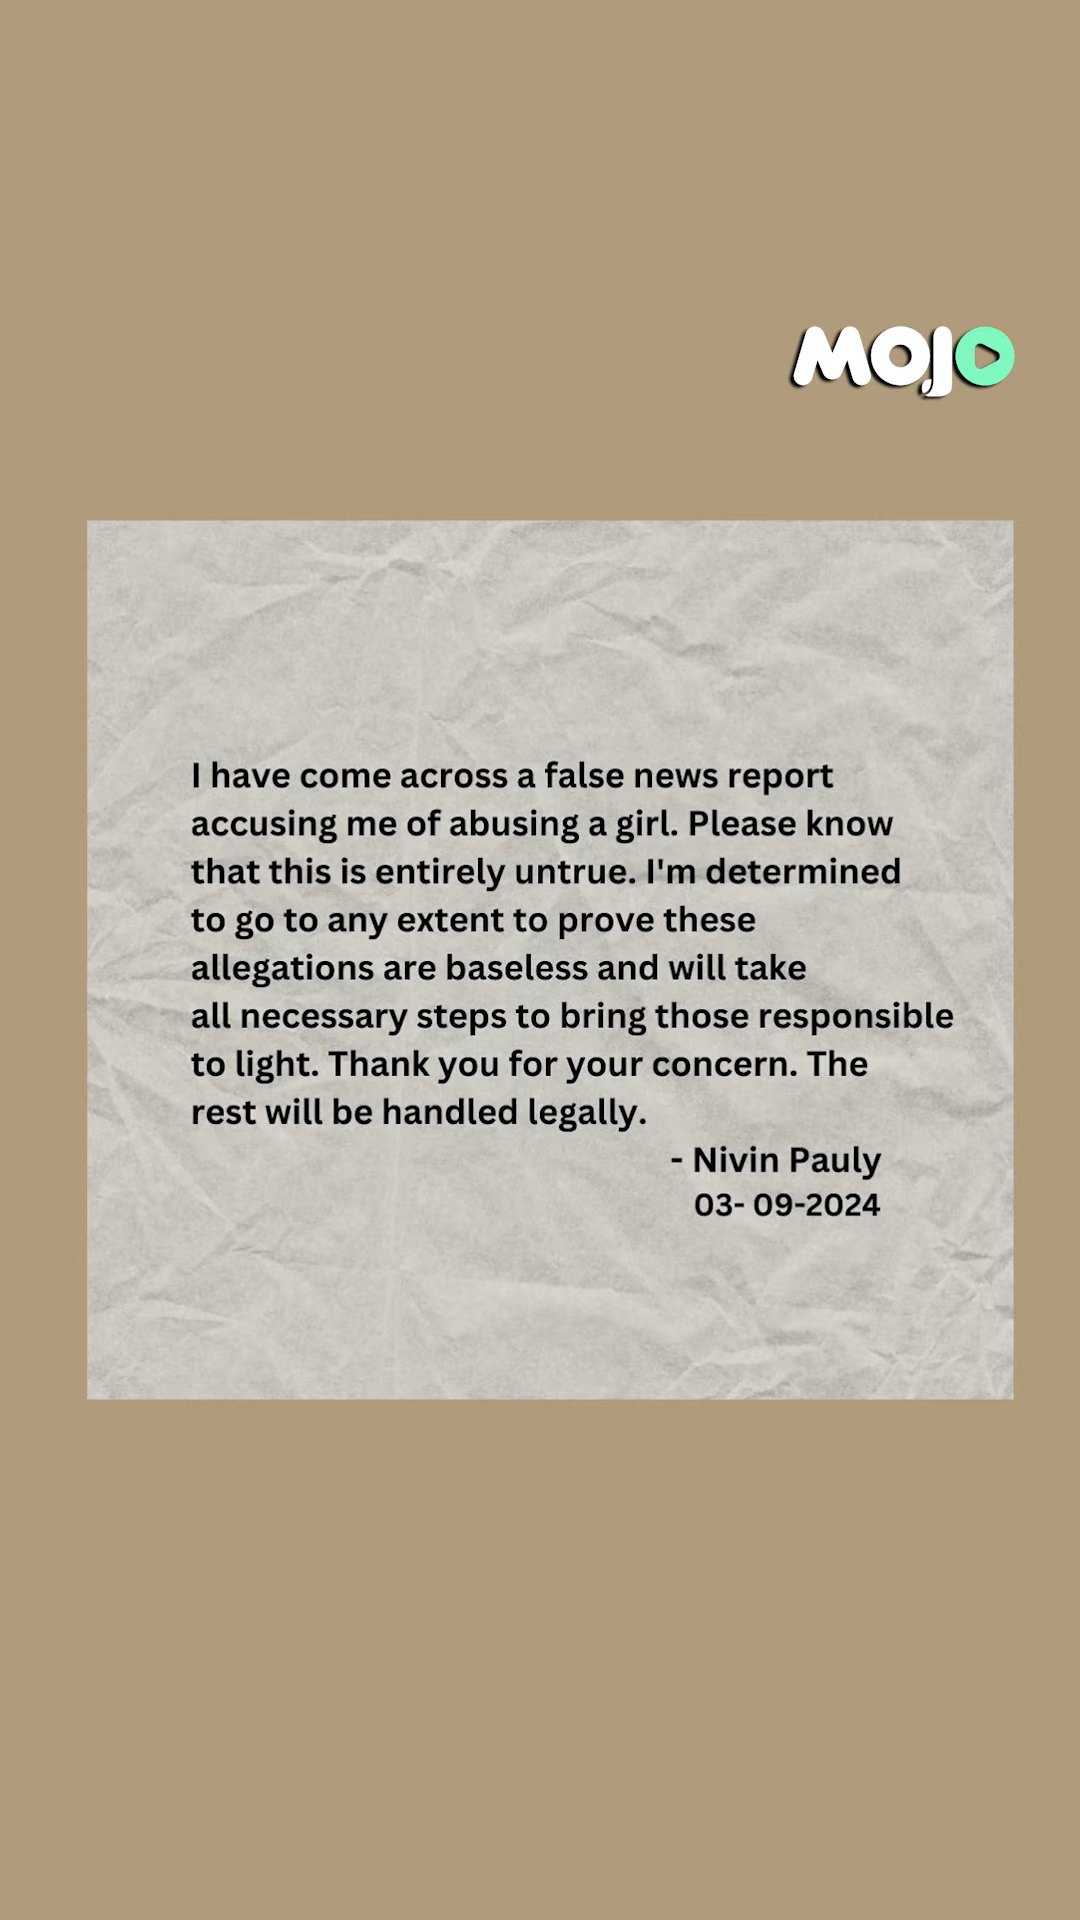 MOJO
I have come across a false news report
accusing me of abusing a girl. Please know
that this is entirely untrue. I'm determined
to go to any extent to prove these
allegations are baseless and will take
all necessary steps to bring those responsible
to light. Thank you for your concern. The
rest will be handled legally.
- Nivin Pauly
03- 09-2024